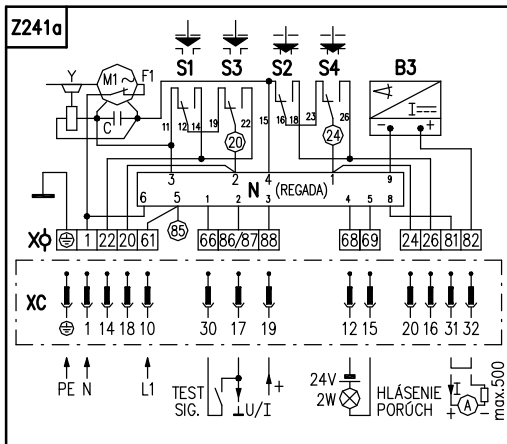 Z241a
S1 S3 S2 S4 B3
Y M1 F1
C
I
- +
11 12 14 19 22 15 16 18 23 26
20 24
3 2 4 1 9
N (REGADA)
6 5 1 2 3 4 5 8
85
X 1 22 20 61 66 86/87 88 68 69 24 26 81 82
XC
1 14 18 10 30 17 19 12 15 20 16 31 32
PE N L1 TEST SIG. U/I + 24V 2W HLÁSENIE PORÚCH I A + - max.500